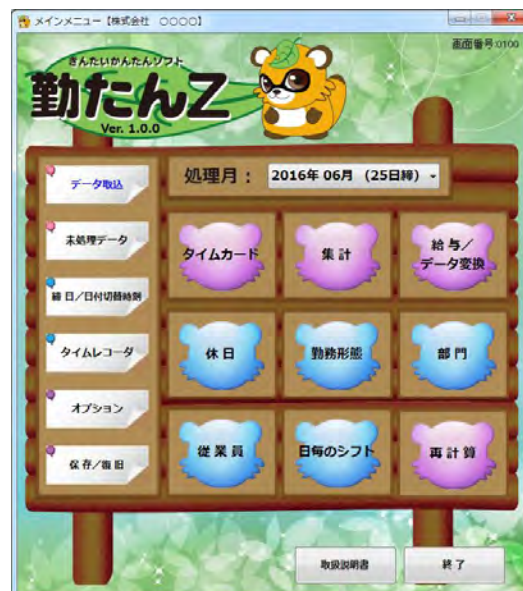 メインメニュー【株式会社 〇〇〇〇】
画面番号:0100
きんたいかんたんソフト
勤たんZ
Ver. 1.0.0
処理月： 2016年 06月 （25日締）
データ取込
未処理データ
締日／日付切替時刻
タイムレコーダ
オプション
保存／復旧
タイムカード
集計
給与／
データ変換
休日
勤務形態
部門
従業員
日毎のシフト
再計算
取扱説明書
終了